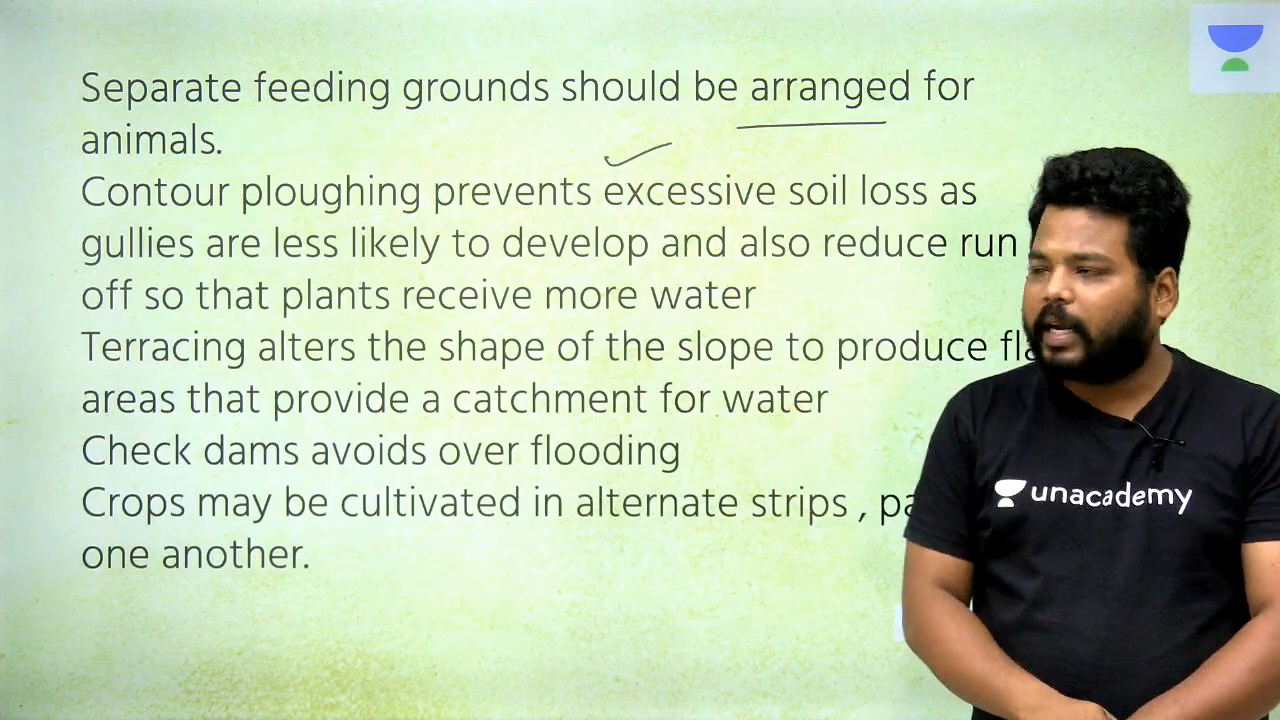 Separate feeding grounds should be arranged for
animals.
Contour ploughing prevents excessive soil loss as
gullies are less likely to develop and also reduce run
off so that plants receive more water
Terracing alters the shape of the slope to produce
areas that provide a catchment for water
Check dams avoids over flooding
Crops may be cultivated in alternate strips ,
one another.
unacademy